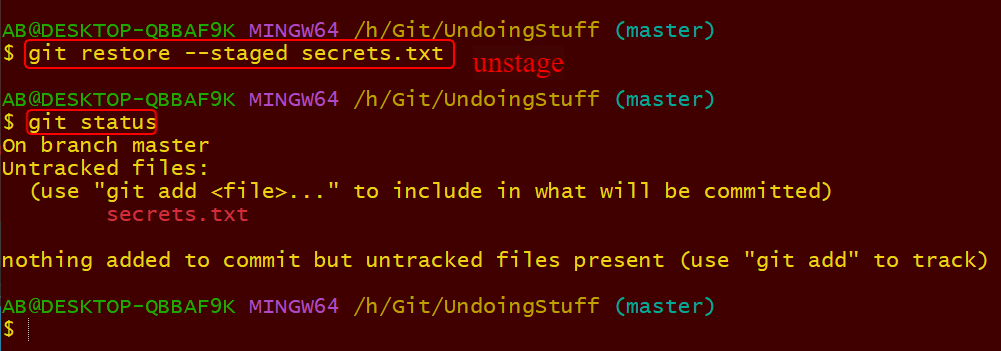 AB@DESKTOP-QBBAF9K MINGW64 /h/Git/UndoingStuff (master)
$ git restore --staged secrets.txt unstage
AB@DESKTOP-QBBAF9K MINGW64 /h/Git/UndoingStuff (master)
$ git status
On branch master
Untracked files:
  (use "git add <file>..." to include in what will be committed)
        secrets.txt
nothing added to commit but untracked files present (use "git add" to track)
AB@DESKTOP-QBBAF9K MINGW64 /h/Git/UndoingStuff (master)
$